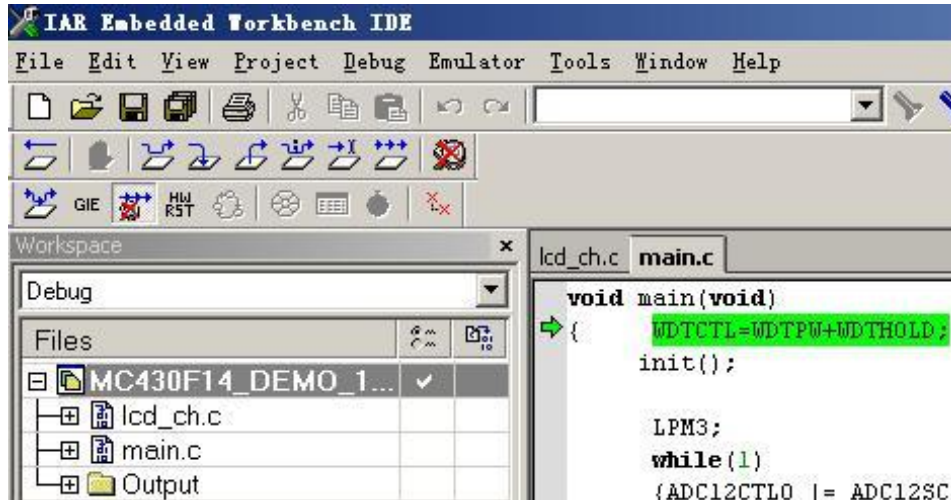 IAR Embedded Workbench IDE
File Edit View Project Debug Emulator Tools Window Help
GIE HW RST
Workspace ×
lcd_ch.c main.c
Debug
Files
MC430F14_DEMO_1...
lcd_ch.c
main.c
Output
void main(void)
{ WDTCTL=WDTPW+WDTHOLD;
init();
LPM3;
while(1)
{ADC12CTL0 |= ADC12SC